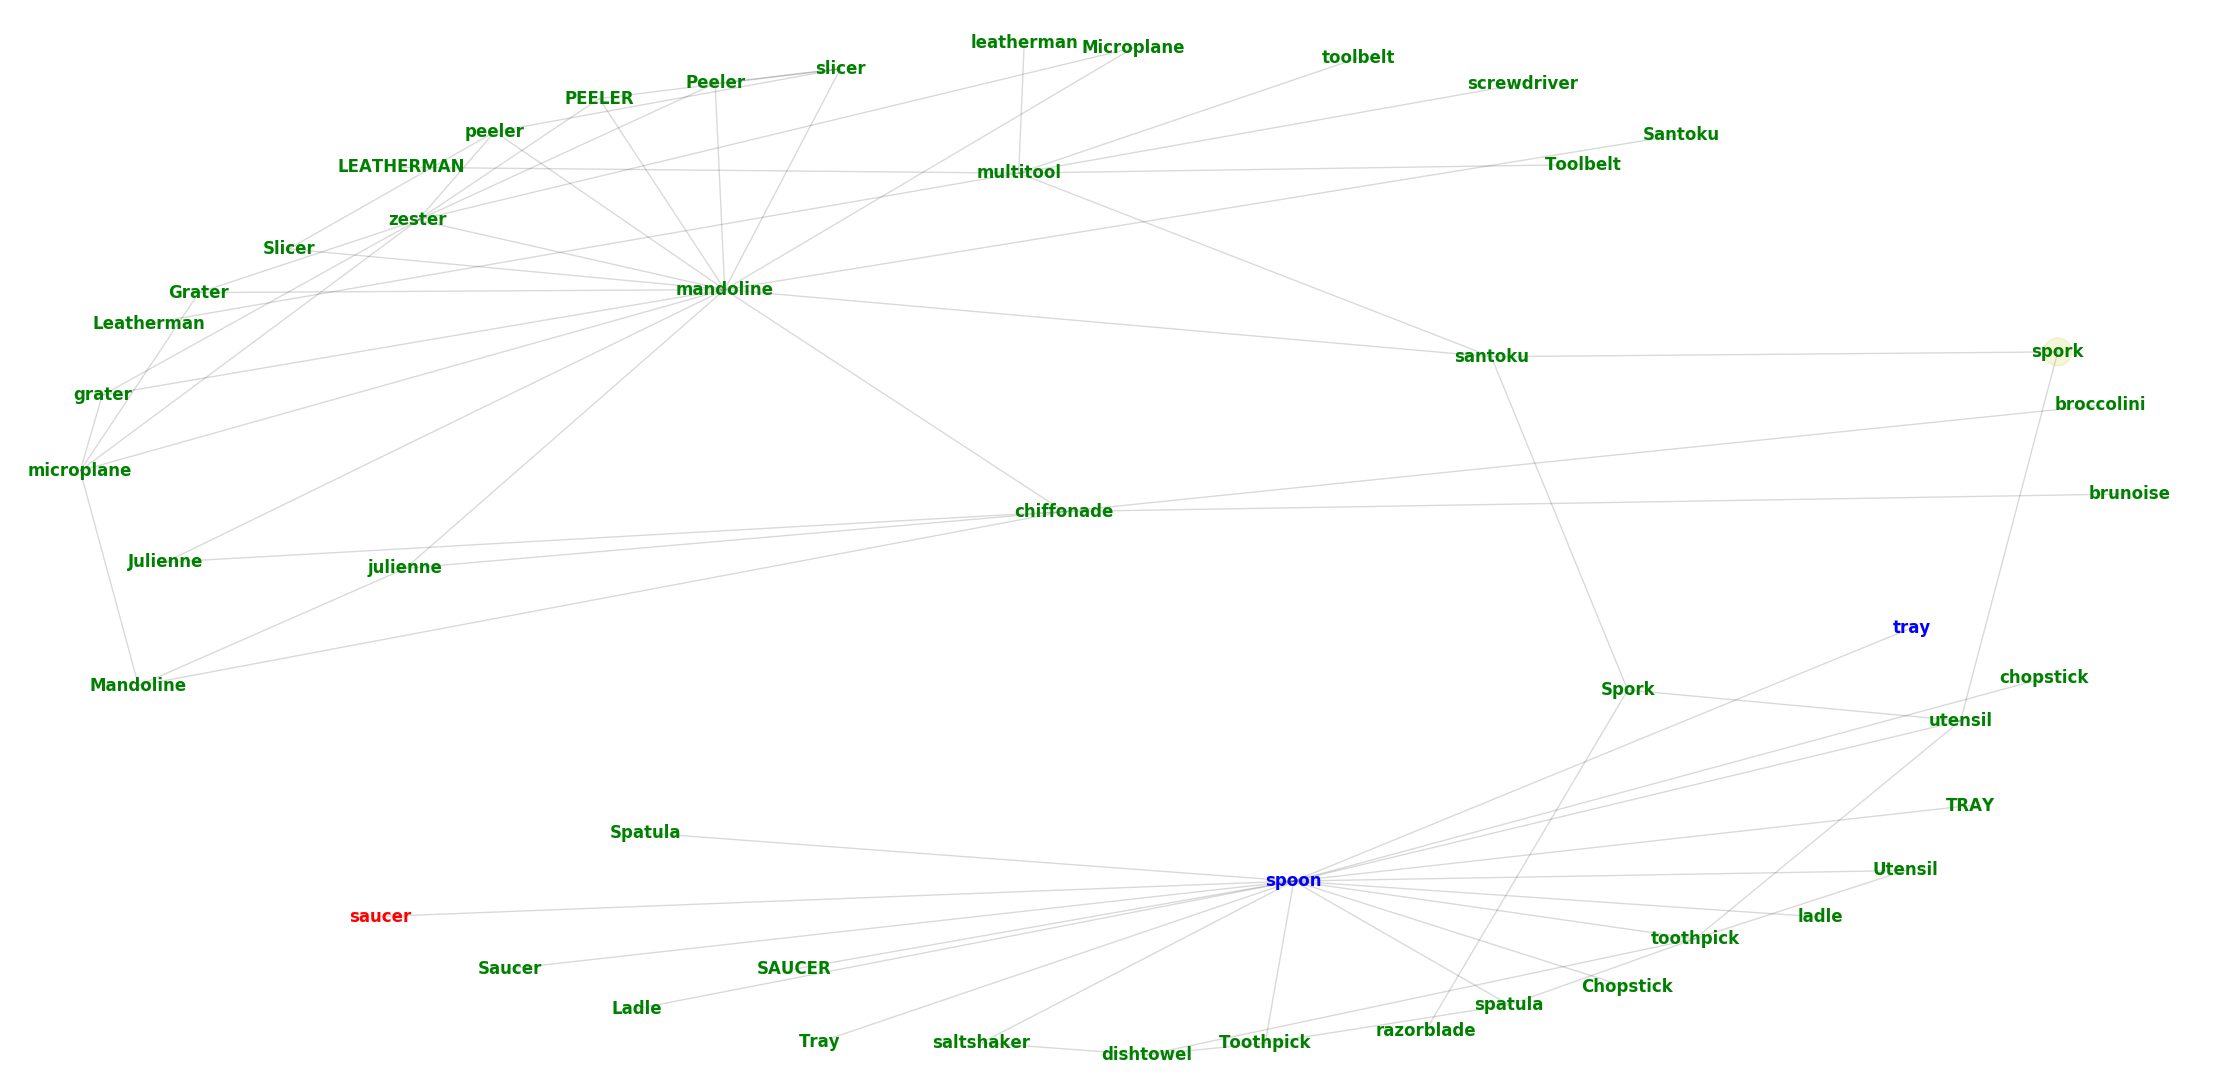 leatherman
Microplane
toolbelt
slicer
Peeler
screwdriver
PEELER
peeler
Santoku
LEATHERMAN
multitool
Toolbelt
zester
Slicer
Grater
mandoline
Leatherman
santoku
spork
grater
broccolini
microplane
brunoise
chiffonade
Julienne
julienne
tray
chopstick
Mandoline
Spork
utensil
TRAY
Spatula
Utensil
spoon
saucer
ladle
toothpick
Saucer
SAUCER
Chopstick
Ladle
spatula
razorblade
Tray
saltshaker
Toothpick
dishtowel